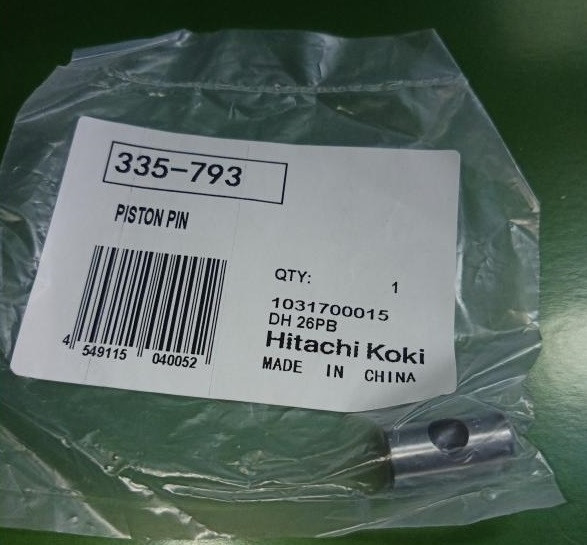 335-793
PISTON PIN
QTY: 1
1031700015
DH 26PB
Hitachi Koki
MADE IN CHINA
4 549115 040052